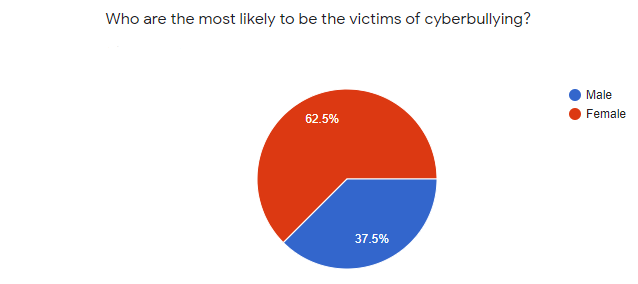 Who are the most likely to be the victims of cyberbullying?
Male
Female
62.5%
37.5%